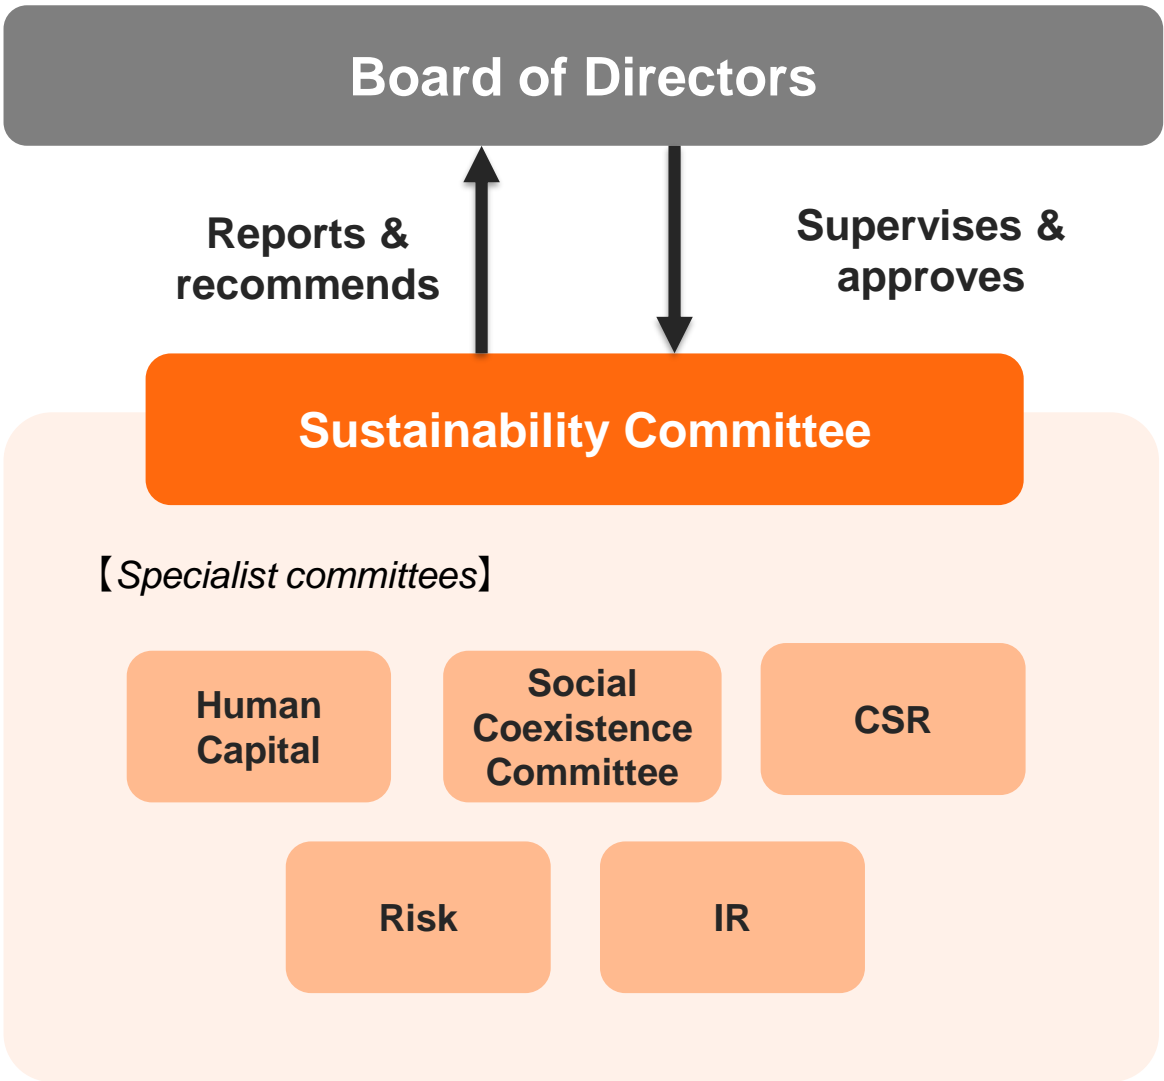 Board of Directors
Reports &
recommends
Supervises &
approves
Sustainability Committee
【Specialist committees】
Human
Capital
Social
Coexistence
Committee
CSR
Risk
IR